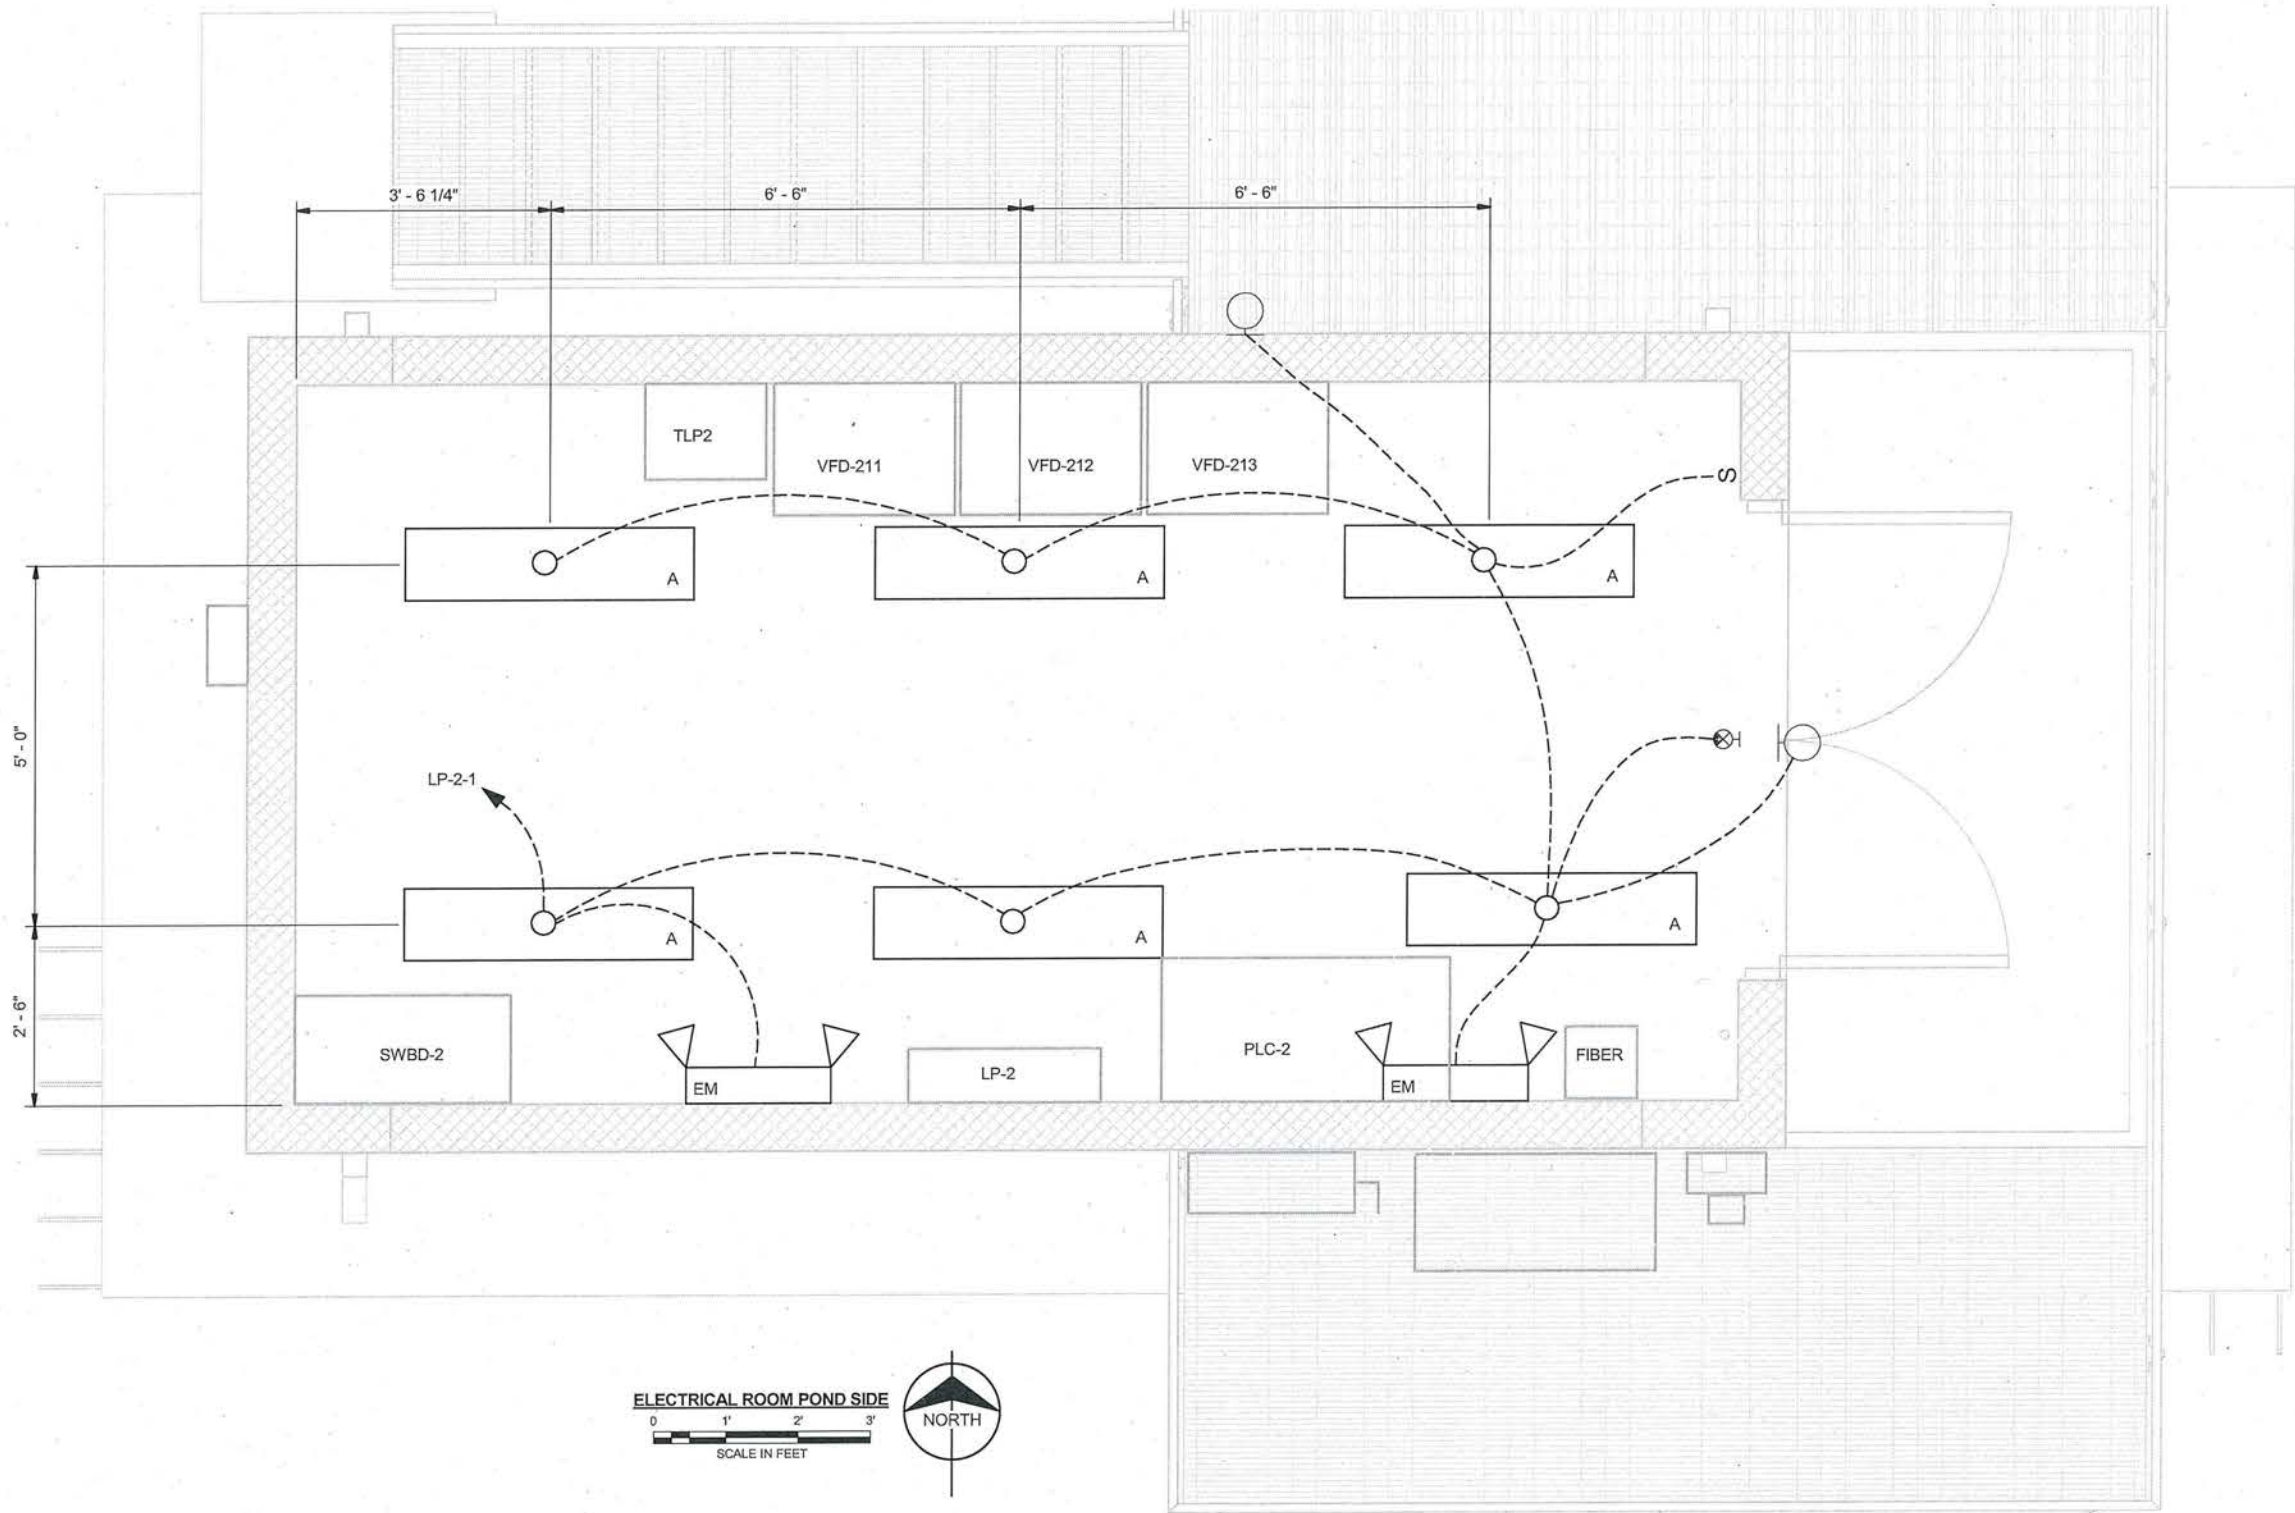 3' - 6 1/4"
6' - 6"
6' - 6"
TLP2
VFD-211
VFD-212
VFD-213
S
A
A
A
5' - 0"
LP-2-1
A
A
A
2' - 6"
SWBD-2
EM
LP-2
PLC-2
EM
FIBER
ELECTRICAL ROOM POND SIDE
0 1' 2' 3'
SCALE IN FEET
NORTH